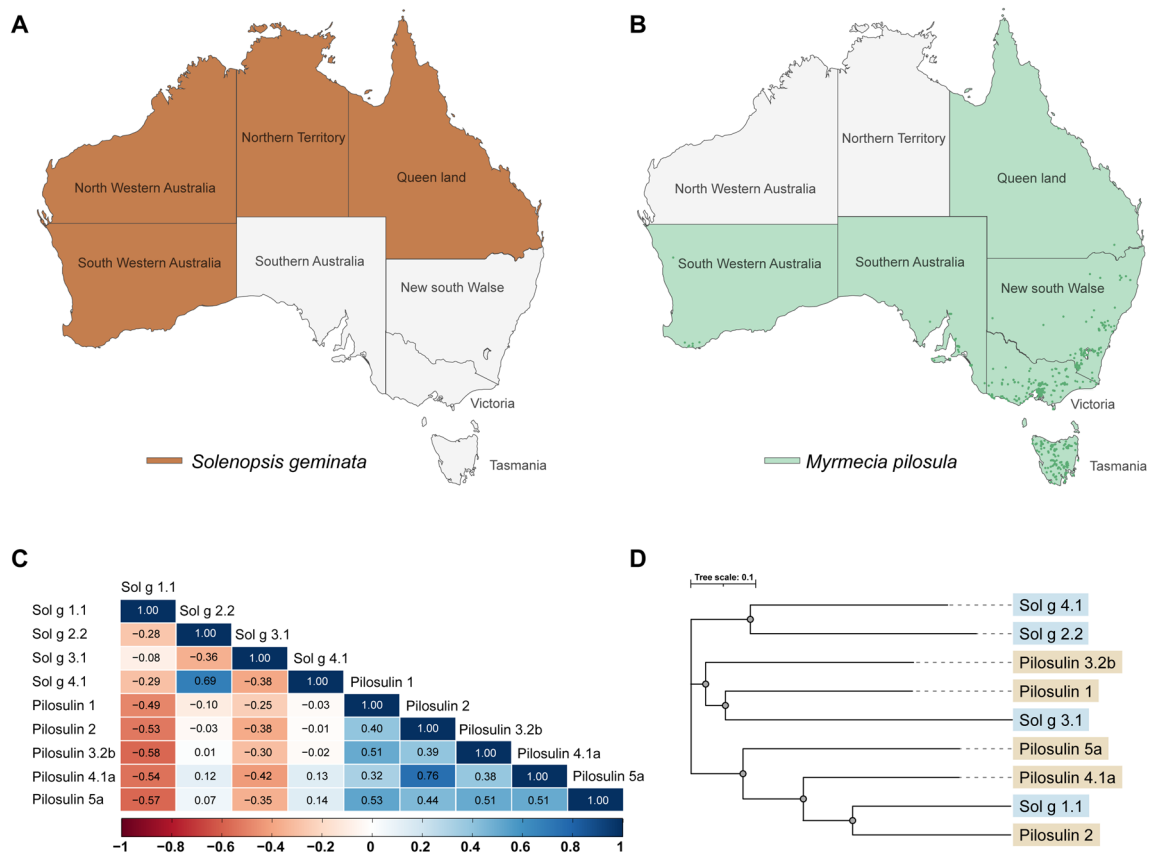 A
Northern Territory
North Western Australia
Queen land
South Western Australia
Southern Australia
New south Walse
Victoria
Tasmania
Solenopsis geminata
B
Northern Territory
North Western Australia
Queen land
South Western Australia
Southern Australia
New south Walse
Victoria
Tasmania
Myrmecia pilosula
C
Sol g 1.1
Sol g 1.1 1.00 Sol g 2.2
Sol g 2.2 −0.28 1.00 Sol g 3.1
Sol g 3.1 −0.08 −0.36 1.00 Sol g 4.1
Sol g 4.1 −0.29 0.69 −0.38 1.00 Pilosulin 1
Pilosulin 1 −0.49 −0.10 −0.25 −0.03 1.00 Pilosulin 2
Pilosulin 2 −0.53 −0.03 −0.38 −0.01 0.40 1.00 Pilosulin 3.2b
Pilosulin 3.2b −0.58 0.01 −0.30 −0.02 0.51 0.39 1.00 Pilosulin 4.1a
Pilosulin 4.1a −0.54 0.12 −0.42 0.13 0.32 0.76 0.38 1.00 Pilosulin 5a
Pilosulin 5a −0.57 0.07 −0.35 0.14 0.53 0.44 0.51 0.51 1.00
−1 −0.8 −0.6 −0.4 −0.2 0 0.2 0.4 0.6 0.8 1
D
Tree scale: 0.1
Sol g 4.1
Sol g 2.2
Pilosulin 3.2b
Pilosulin 1
Sol g 3.1
Pilosulin 5a
Pilosulin 4.1a
Sol g 1.1
Pilosulin 2